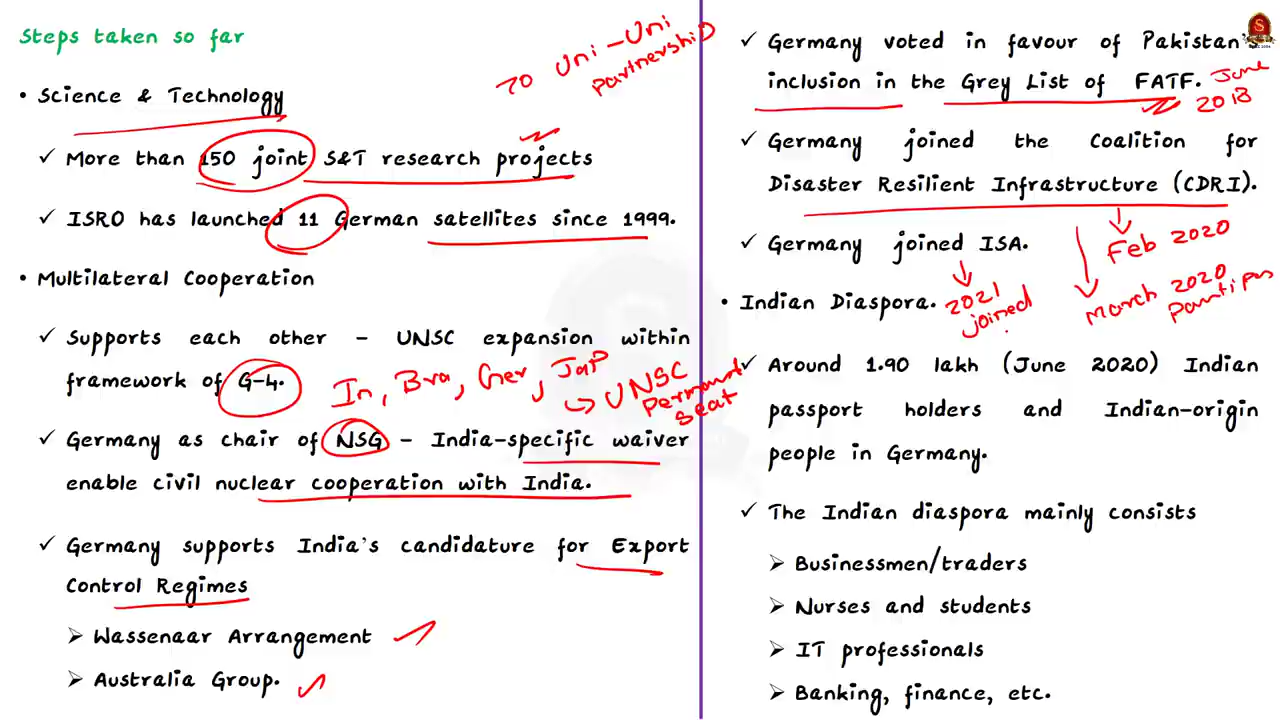 Steps taken so far
• Science & Technology
70 Uni-Uni
partnership
✓ More than 150 joint S&T research projects
✓ ISRO has launched 11 German satellites since 1999.
• Multilateral Cooperation
✓ Supports each other – UNSC expansion within
framework of G-4.
In, Bra, Ger, Jap
↪ UNSC
Permanent
seat
✓ Germany as chair of NSG – India-specific waiver
enable civil nuclear cooperation with India.
✓ Germany supports India's candidature for Export
Control Regimes
➢ Wassenaar Arrangement
➢ Australia Group.
✓ Germany voted in favour of Pakistan
inclusion in the Grey List of FATF.
June
2018
✓ Germany joined the Coalition for
Disaster Resilient Infrastructure (CDRI).
Feb 2020
✓ Germany joined ISA.
2021
joined
March 2020
• Indian Diaspora.
✓ Around 1.90 lakh (June 2020) Indian
passport holders and Indian-origin
people in Germany.
✓ The Indian diaspora mainly consists
➢ Businessmen/traders
➢ Nurses and students
➢ IT professionals
➢ Banking, finance, etc.